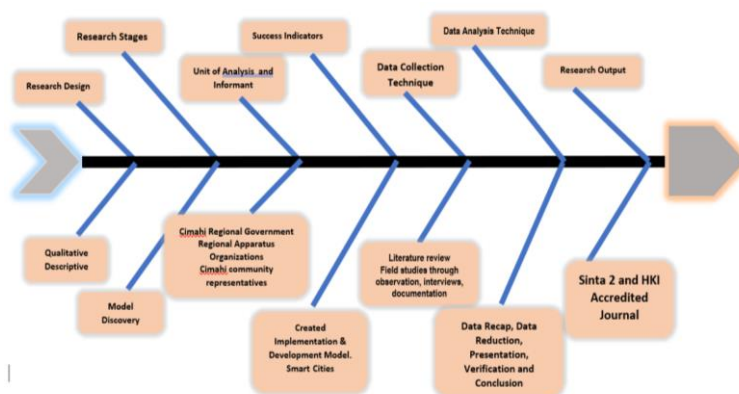 Research Stages
Success Indicators
Data Analysis Technique
Unit of Analysis and
Informant
Data Collection
Technique
Research Output
Research Design
Qualitative
Descriptive
Model
Discovery
Cimahi Regional Government
Regional Apparatus
Organizations
Cimahi community
representatives
Created
Implementation &
Development Model.
Smart Cities
Literature review
Field studies through
observation, interviews,
documentation
Data Recap, Data
Reduction,
Presentation,
Verification and
Conclusion
Sinta 2 and HKI
Accredited
Journal